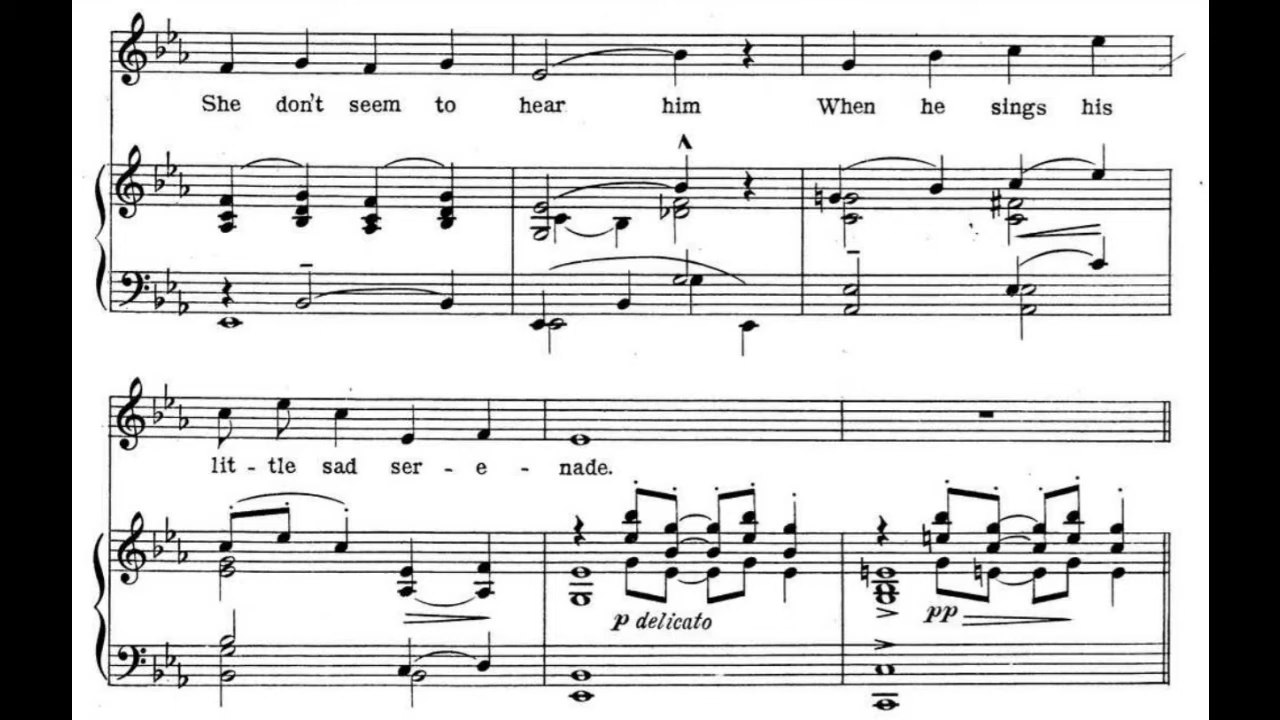 She don't seem to hear him When he sings his
lit - tle sad ser - e - nade.
p delicato
pp